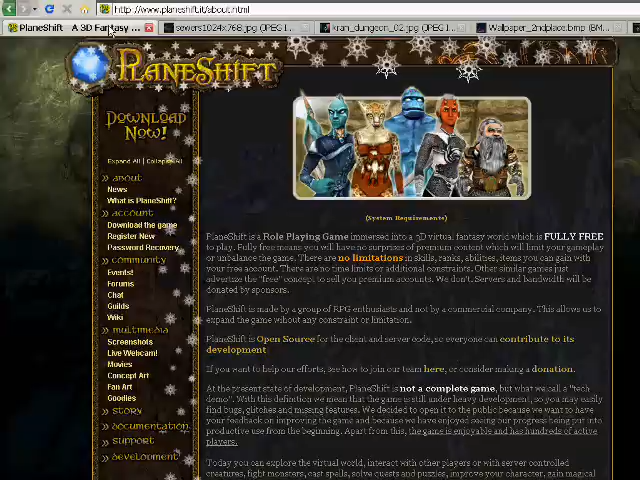 http://www.planeshift.it/about.html
PlaneShift - A 3D Fantasy ...
sewers1024x768.jpg (JPEG I...
kran_dungeon_02.jpg (JPEG I...
Wallpaper_2ndplace.bmp (BM...
PLANESHIFT
DOWNLOAD
NOW!
Expand All | Collapse All
about
News
What is PlaneShift?
account
Download the game
Register New
Password Recovery
community
Events!
Forums
Chat
Guilds
Wiki
multimedia
Screenshots
Live Webcam!
Movies
Concept Art
Fan Art
Goodies
story
documentation
support
development
(System Requirements)
PlaneShift is a Role Playing Game immersed into a 3D virtual fantasy world which is FULLY FREE
to play. Fully free means you will have no surprises of premium content which will limit your gameplay
or unbalance the game. There are no limitations in skills, ranks, abilities, items you can gain with
your free account. There are no time limits or additional constraints. Other similar games just
advertize the "free" concept to sell you premium accounts. We don't. Servers and bandwidth will be
donated by sponsors.
PlaneShift is made by a group of RPG enthusiasts and not by a commercial company. This allows us to
expand the game wihout any constraint or limitation.
PlaneShift is Open Source for the client and server code, so everyone can contribute to its
development
If you want to help our efforts, see how to join our team here, or consider making a donation.
At the present state of development, PlaneShift is not a complete game, but what we call a "tech
demo". With this definition we mean that the game is still under heavy development, so you may easily
find bugs, glitches and missing features. We decided to open it to the public because we want to have
your feedback on improving the game and because we have enjoyed seeing our progress being put into
productive use from the beginning. Apart from this, the game is enjoyable and has hundreds of active
players.
Today you can explore the virtual world, interact with other players or with server controlled
creatures, fight monsters, cast spells, solve quests and puzzles, improve your character, gain magical